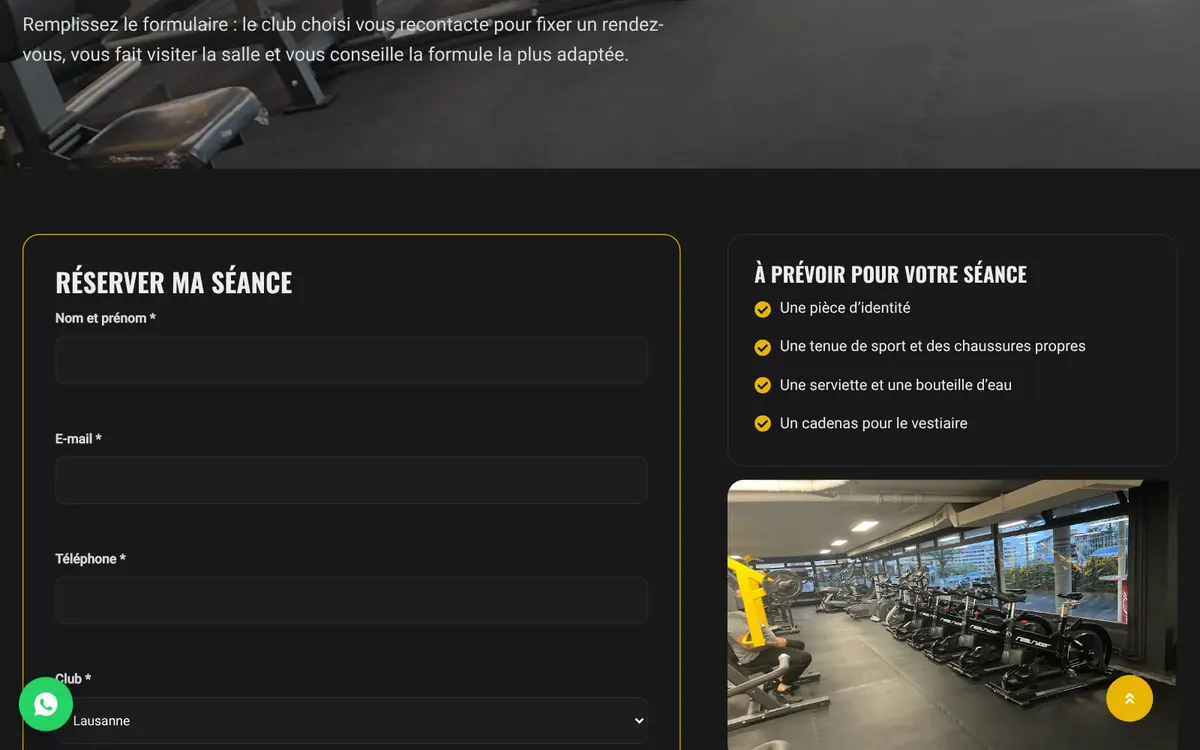 Remplissez le formulaire : le club choisi vous recontacte pour fixer un rendez-
vous, vous fait visiter la salle et vous conseille la formule la plus adaptée.
RÉSERVER MA SÉANCE
Nom et prénom *
E-mail *
Téléphone *
Club *
Lausanne
À PRÉVOIR POUR VOTRE SÉANCE
Une pièce d’identité
Une tenue de sport et des chaussures propres
Une serviette et une bouteille d’eau
Un cadenas pour le vestiaire